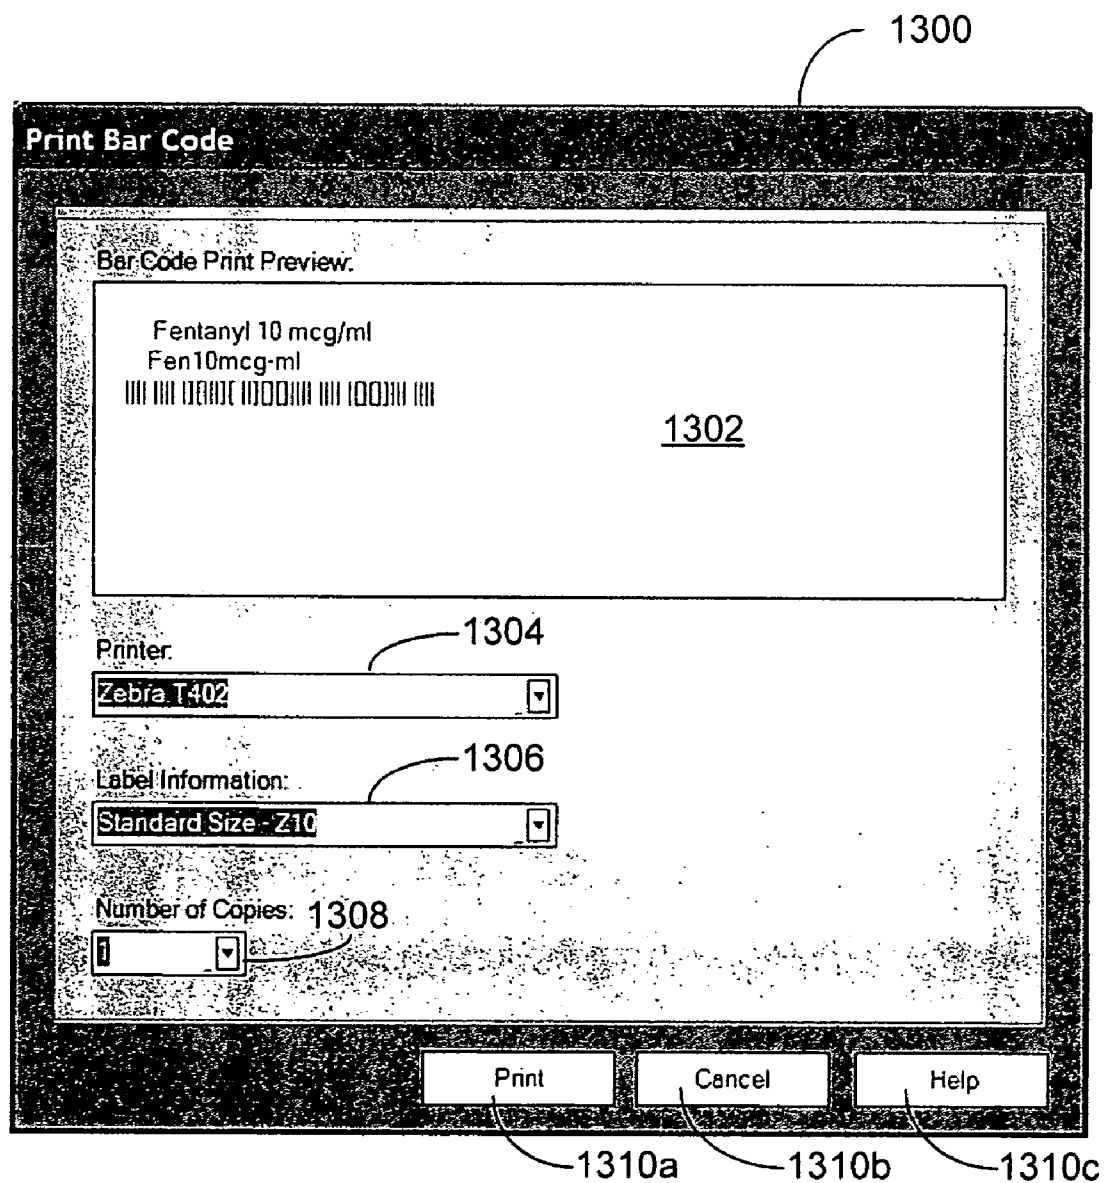 1300
Print Bar Code
Bar Code Print Preview:
Fentanyl 10 mcg/ml
Fen10mcg-ml
1302
1304
Printer:
Zebra T402
1306
Label Information:
Standard Size - Z10
Number of Copies: 1308
1
Print Cancel Help
1310a 1310b 1310c